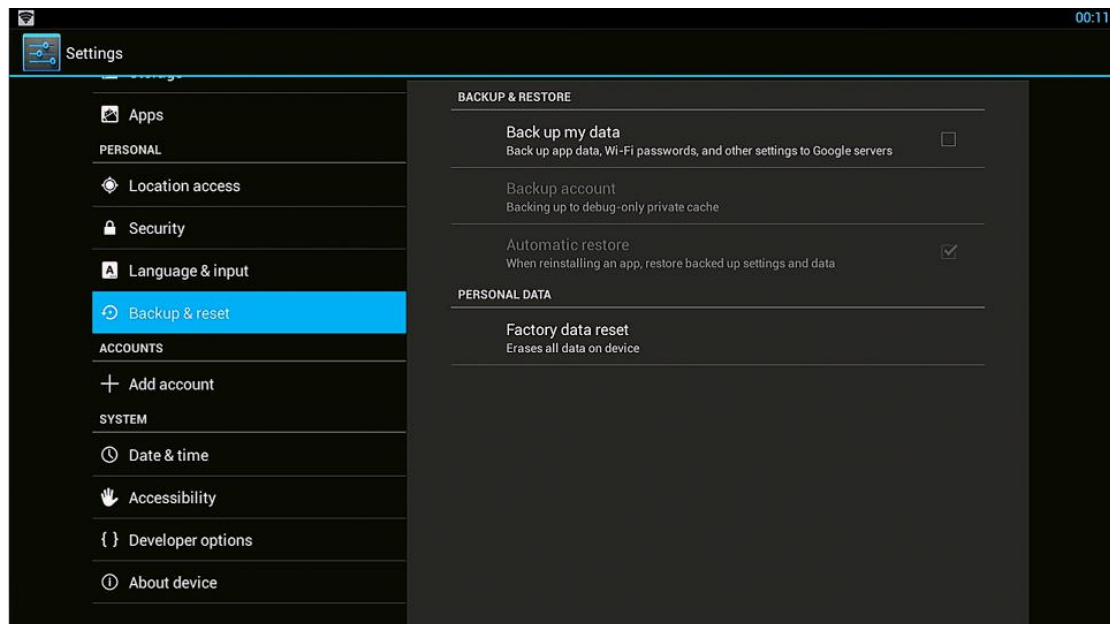 00:11
Settings
Apps
PERSONAL
Location access
Security
Language & input
Backup & reset
ACCOUNTS
Add account
SYSTEM
Date & time
Accessibility
{ } Developer options
About device
BACKUP & RESTORE
Back up my data
Back up app data, Wi-Fi passwords, and other settings to Google servers
Backup account
Backing up to debug-only private cache
Automatic restore
When reinstalling an app, restore backed up settings and data
PERSONAL DATA
Factory data reset
Erases all data on device